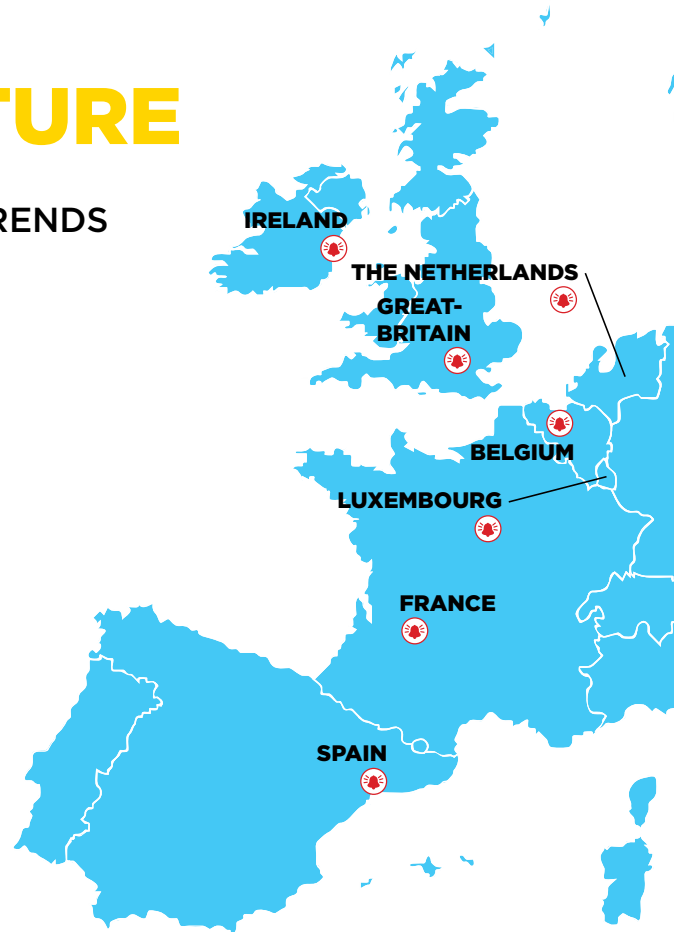 TURE
RENDS
IRELAND
THE NETHERLANDS
GREAT-
BRITAIN
BELGIUM
LUXEMBOURG
FRANCE
SPAIN